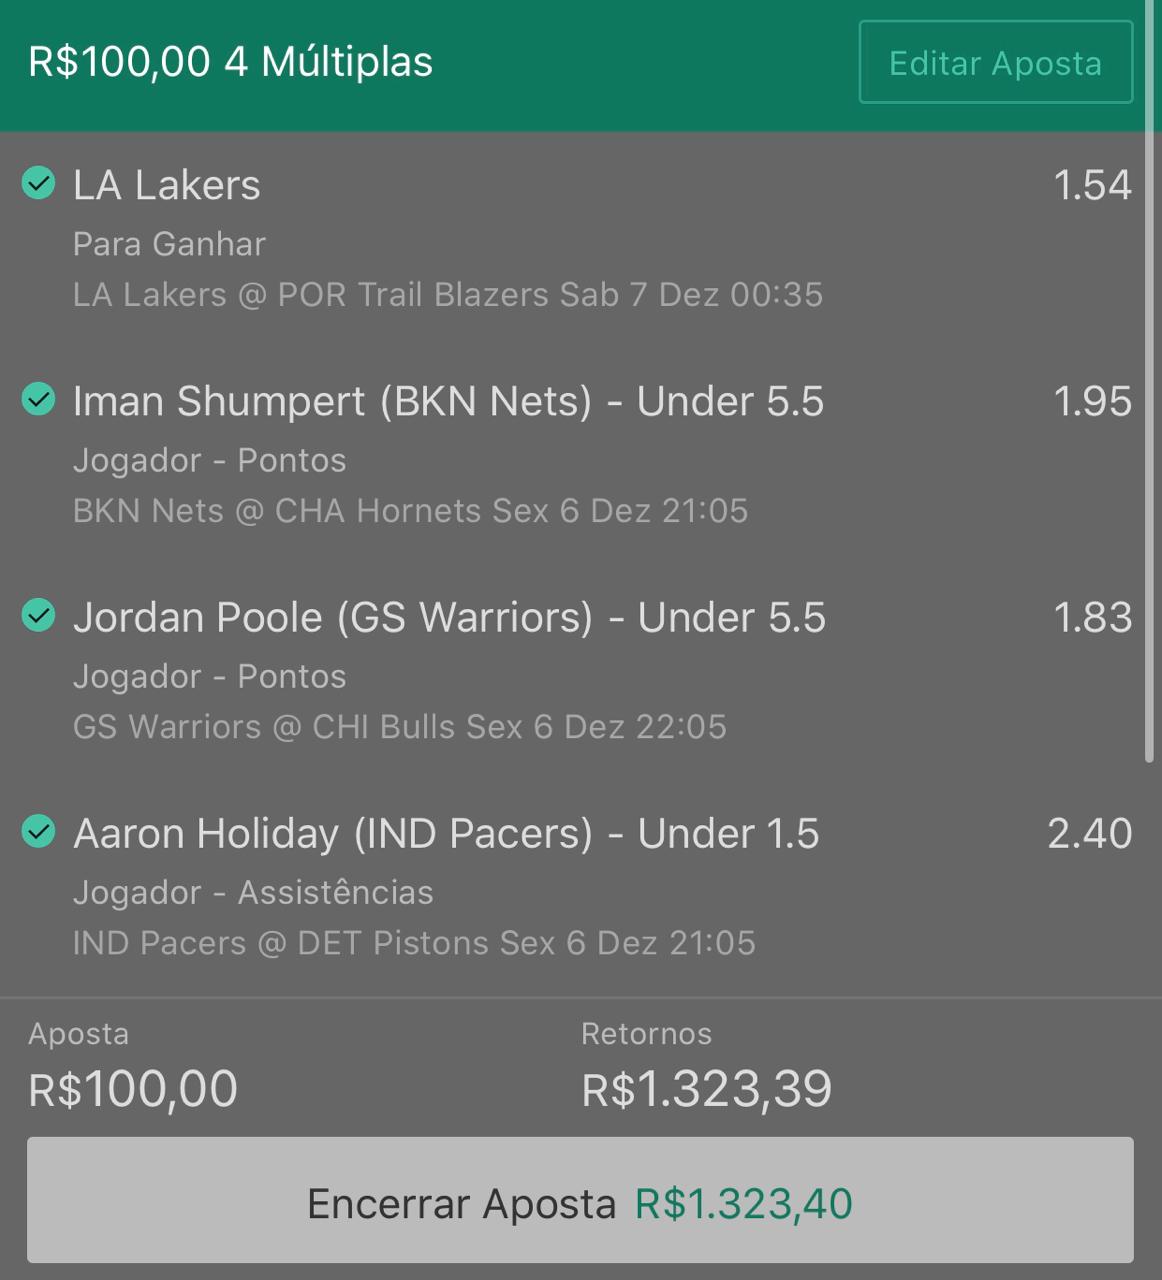 R$100,00 4 Múltiplas
Editar Aposta
LA Lakers 1.54
Para Ganhar
LA Lakers @ POR Trail Blazers Sab 7 Dez 00:35
Iman Shumpert (BKN Nets) - Under 5.5 1.95
Jogador - Pontos
BKN Nets @ CHA Hornets Sex 6 Dez 21:05
Jordan Poole (GS Warriors) - Under 5.5 1.83
Jogador - Pontos
GS Warriors @ CHI Bulls Sex 6 Dez 22:05
Aaron Holiday (IND Pacers) - Under 1.5 2.40
Jogador - Assistências
IND Pacers @ DET Pistons Sex 6 Dez 21:05
Aposta Retornos
R$100,00 R$1.323,39
Encerrar Aposta R$1.323,40